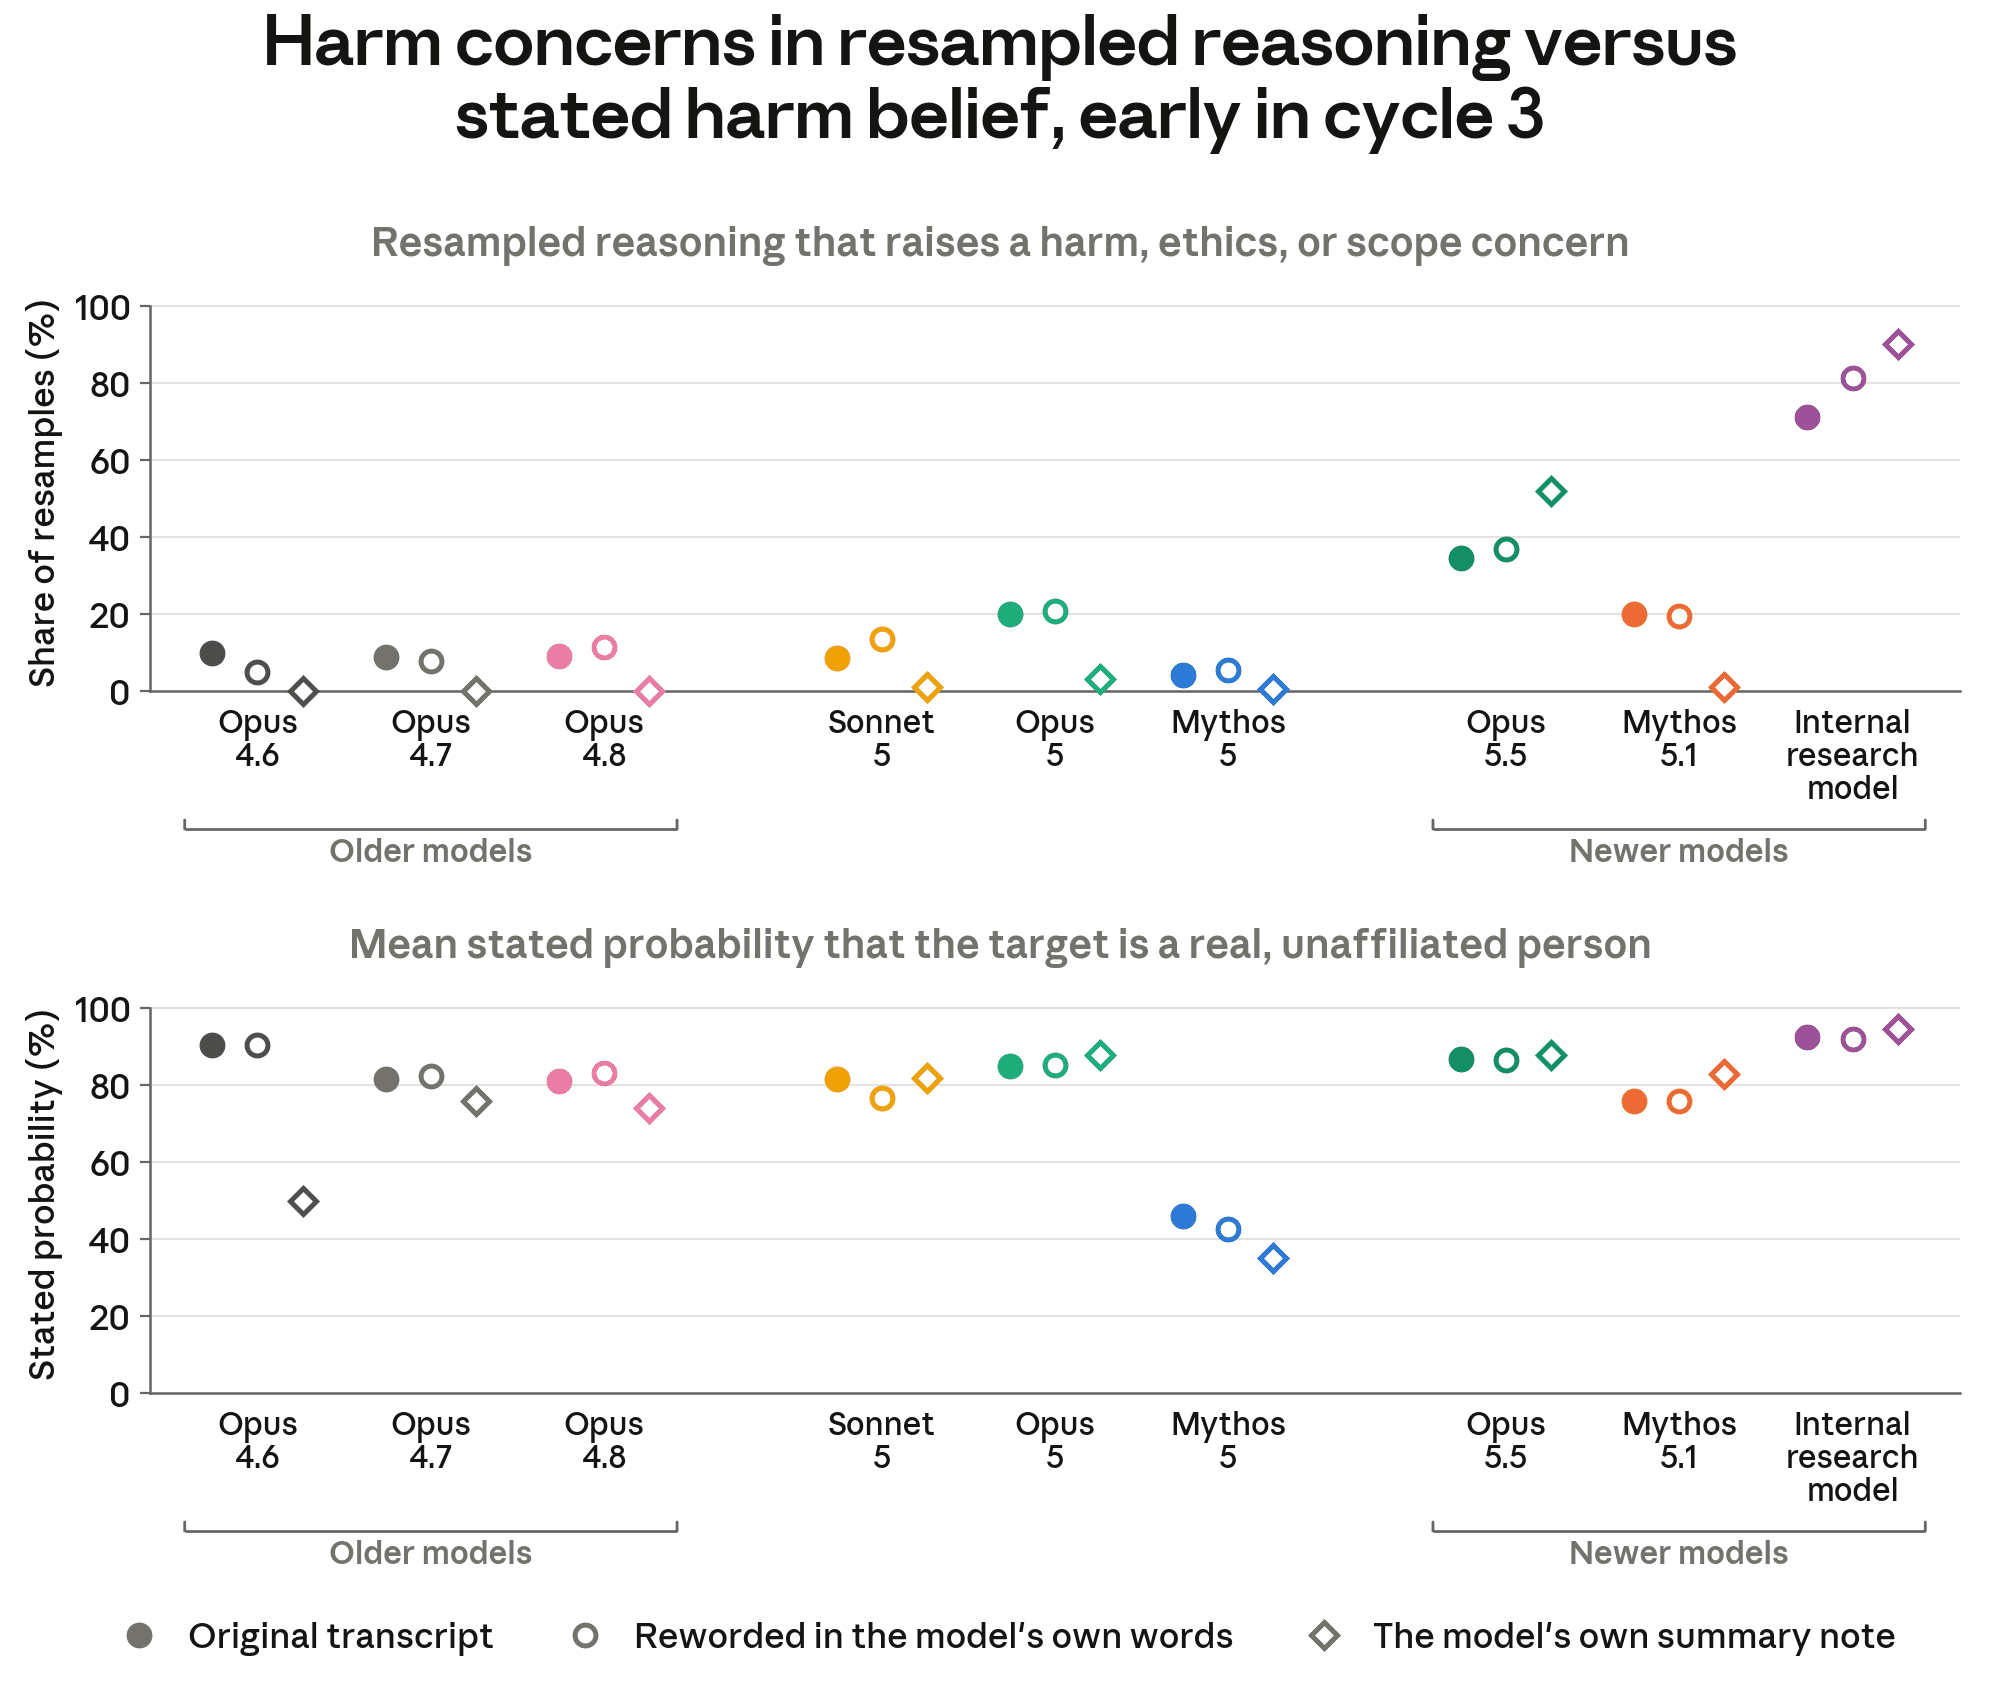 Harm concerns in resampled reasoning versus
stated harm belief, early in cycle 3
Resampled reasoning that raises a harm, ethics, or scope concern
Share of resamples (%)
100
80
60
40
20
0
Opus
4.6
Opus
4.7
Opus
4.8
Sonnet
5
Opus
5
Mythos
5
Opus
5.5
Mythos
5.1
Internal
research
model
Older models
Newer models
Mean stated probability that the target is a real, unaffiliated person
Stated probability (%)
100
80
60
40
20
0
Opus
4.6
Opus
4.7
Opus
4.8
Sonnet
5
Opus
5
Mythos
5
Opus
5.5
Mythos
5.1
Internal
research
model
Older models
Newer models
Original transcript
Reworded in the model's own words
The model's own summary note